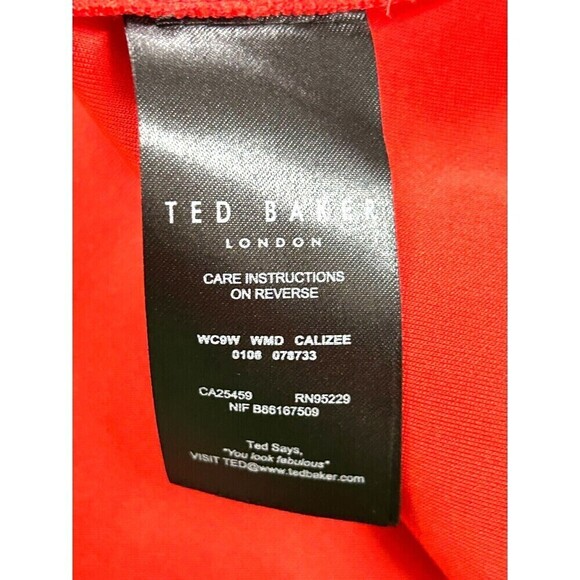 TED BAKER
LONDON
CARE INSTRUCTIONS
ON REVERSE
WC9W WMD CALIZEE
0108 078733
CA25459 RN95229
NIF B86167509
Ted Says,
"You look fabulous"
VISIT TED@www.tedbaker.com